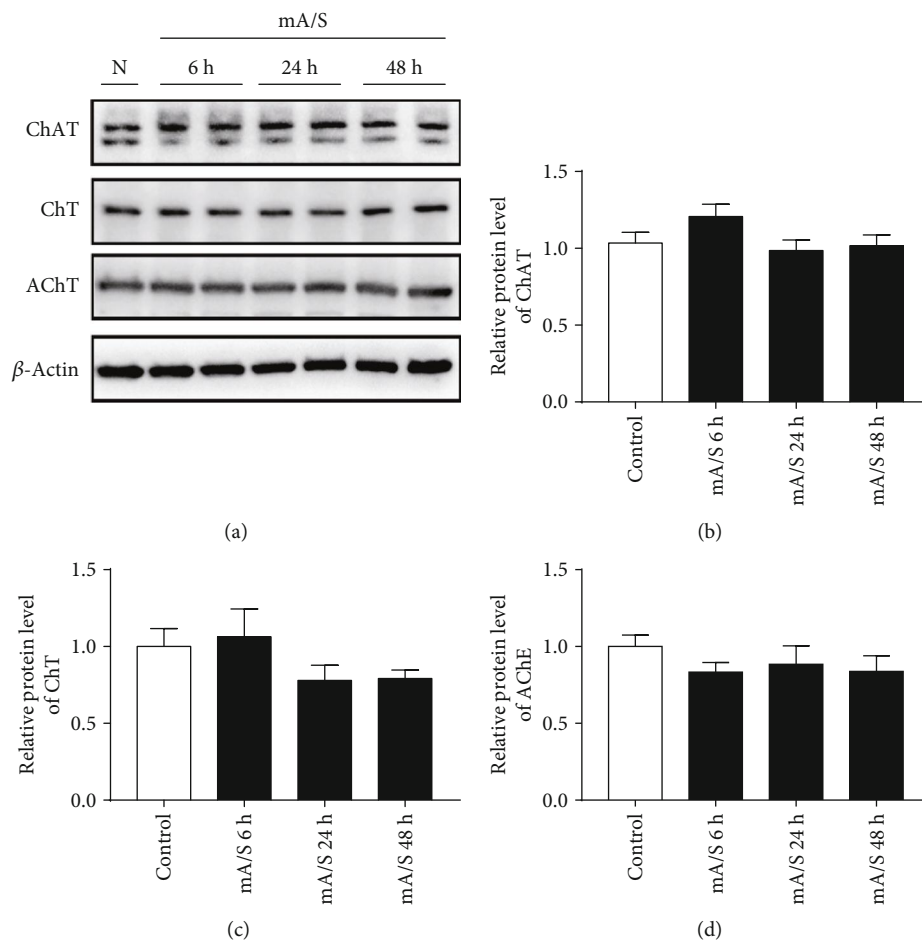 mA/S
N 6 h 24 h 48 h
ChAT
ChT
AChT
β-Actin
(a)
Relative protein level
of ChAT
1.5
1.0
0.5
0.0
Control
mA/S 6 h
mA/S 24 h
mA/S 48 h
(b)
Relative protein level
of ChT
1.5
1.0
0.5
0.0
Control
mA/S 6 h
mA/S 24 h
mA/S 48 h
(c)
Relative protein level
of AChE
1.5
1.0
0.5
0.0
Control
mA/S 6 h
mA/S 24 h
mA/S 48 h
(d)